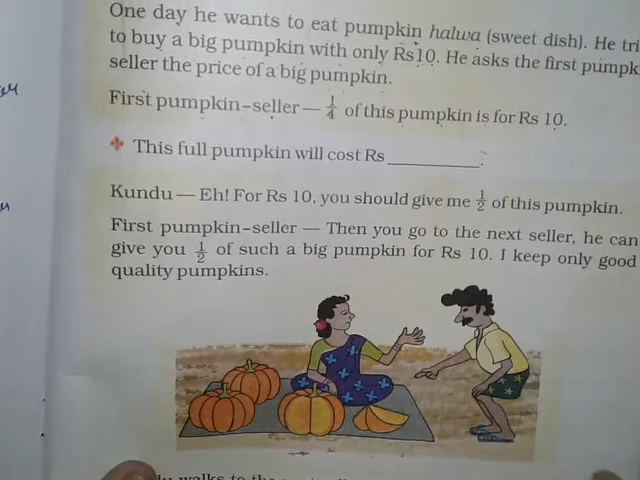 One day he wants to eat pumpkin halwa (sweet dish). He
to buy a big pumpkin with only Rs10. He asks the first
seller the price of a big pumpkin.
First pumpkin-seller — 1/4 of this pumpkin is for Rs 10.
✤ This full pumpkin will cost Rs __________.
Kundu — Eh! For Rs 10, you should give me 1/2 of this pumpkin.
First pumpkin-seller — Then you go to the next seller, he can
give you 1/2 of such a big pumpkin for Rs 10. I keep only good
quality pumpkins.
walks to